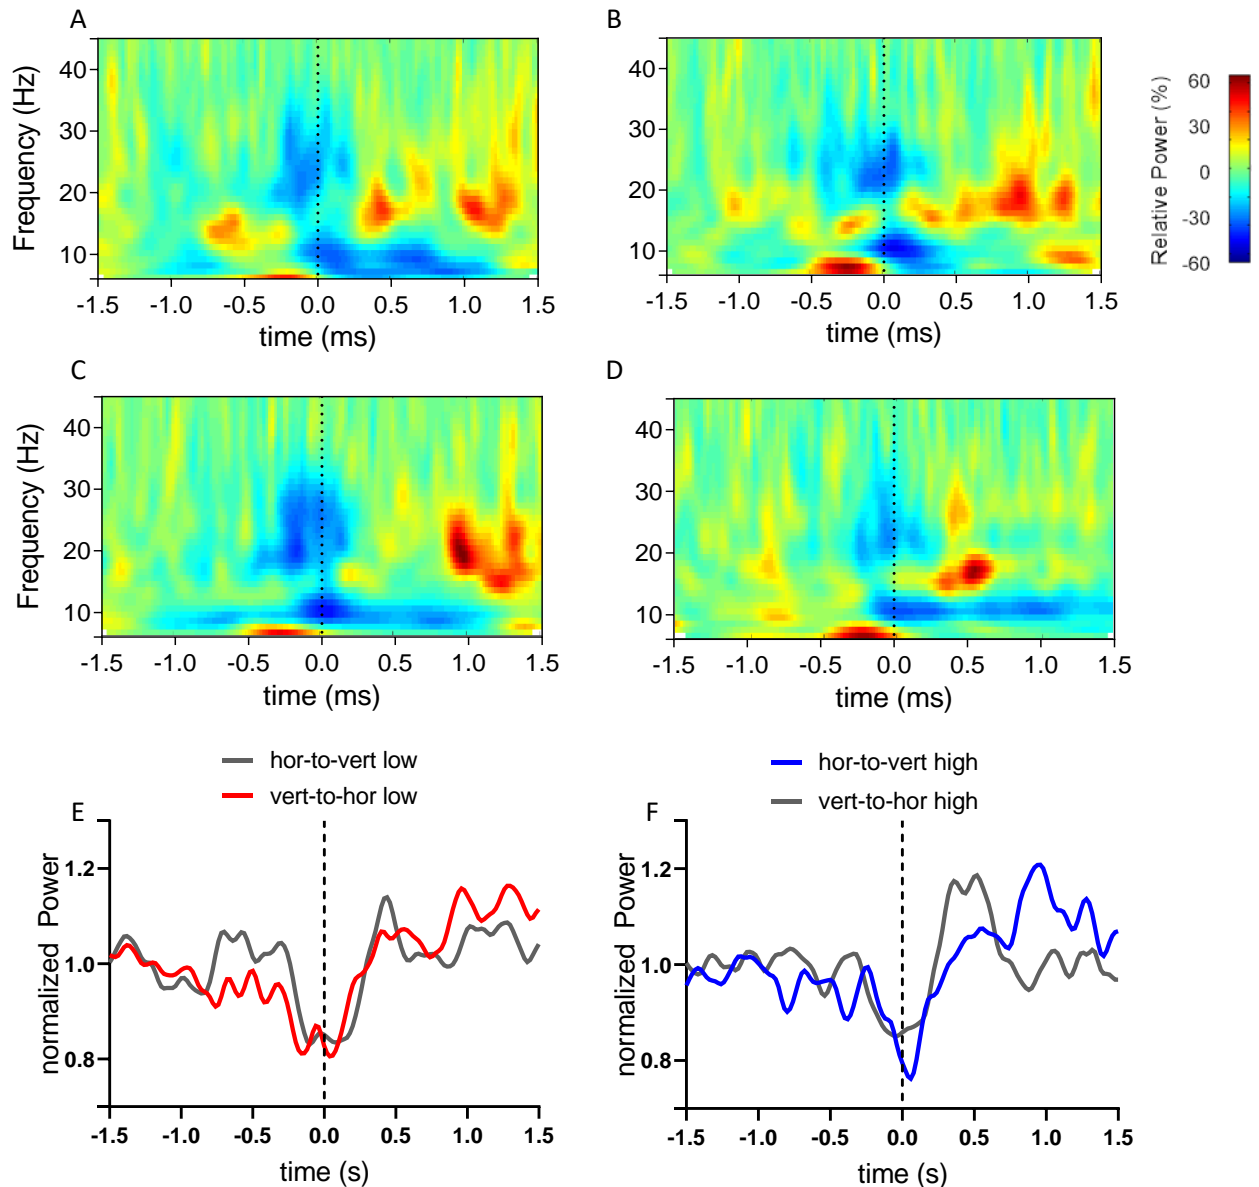 A
B
Frequency (Hz)
40
30
20
10
-1.5 -1.0 -0.5 0.0 0.5 1.0 1.5
time (ms)
40
30
20
10
-1.5 -1.0 -0.5 0.0 0.5 1.0 1.5
time (ms)
Relative Power (%)
60
30
0
-30
-60
C
D
Frequency (Hz)
40
30
20
10
-1.5 -1.0 -0.5 0.0 0.5 1.0 1.5
time (ms)
40
30
20
10
-1.5 -1.0 -0.5 0.0 0.5 1.0 1.5
time (ms)
hor-to-vert low
vert-to-hor low
E
normalized Power
1.2
1.0
0.8
-1.5 -1.0 -0.5 0.0 0.5 1.0 1.5
time (s)
hor-to-vert high
vert-to-hor high
F
normalized Power
1.2
1.0
0.8
-1.5 -1.0 -0.5 0.0 0.5 1.0 1.5
time (s)